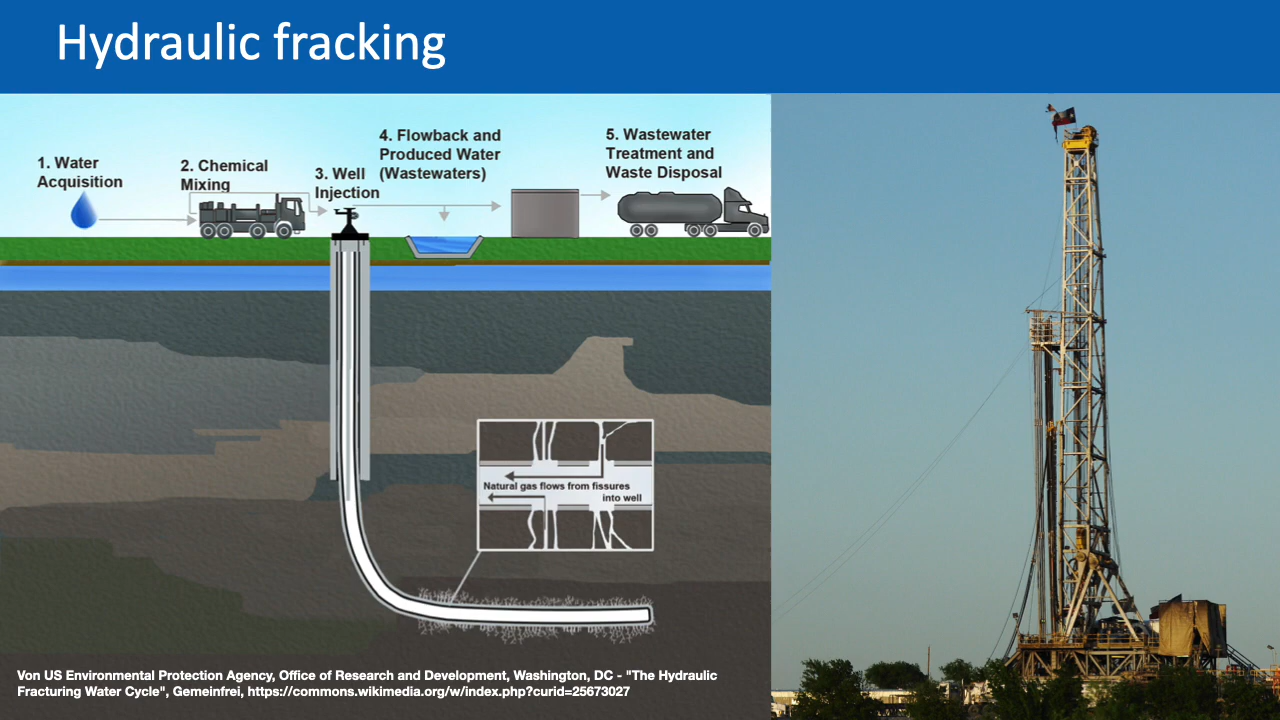 Hydraulic fracking
1. Water
Acquisition
2. Chemical
Mixing
3. Well
Injection
4. Flowback and
Produced Water
(Wastewaters)
5. Wastewater
Treatment and
Waste Disposal
Natural gas flows from fissures
into well
Von US Environmental Protection Agency, Office of Research and Development, Washington, DC - "The Hydraulic
Fracturing Water Cycle", Gemeinfrei, https://commons.wikimedia.org/w/index.php?curid=25673027